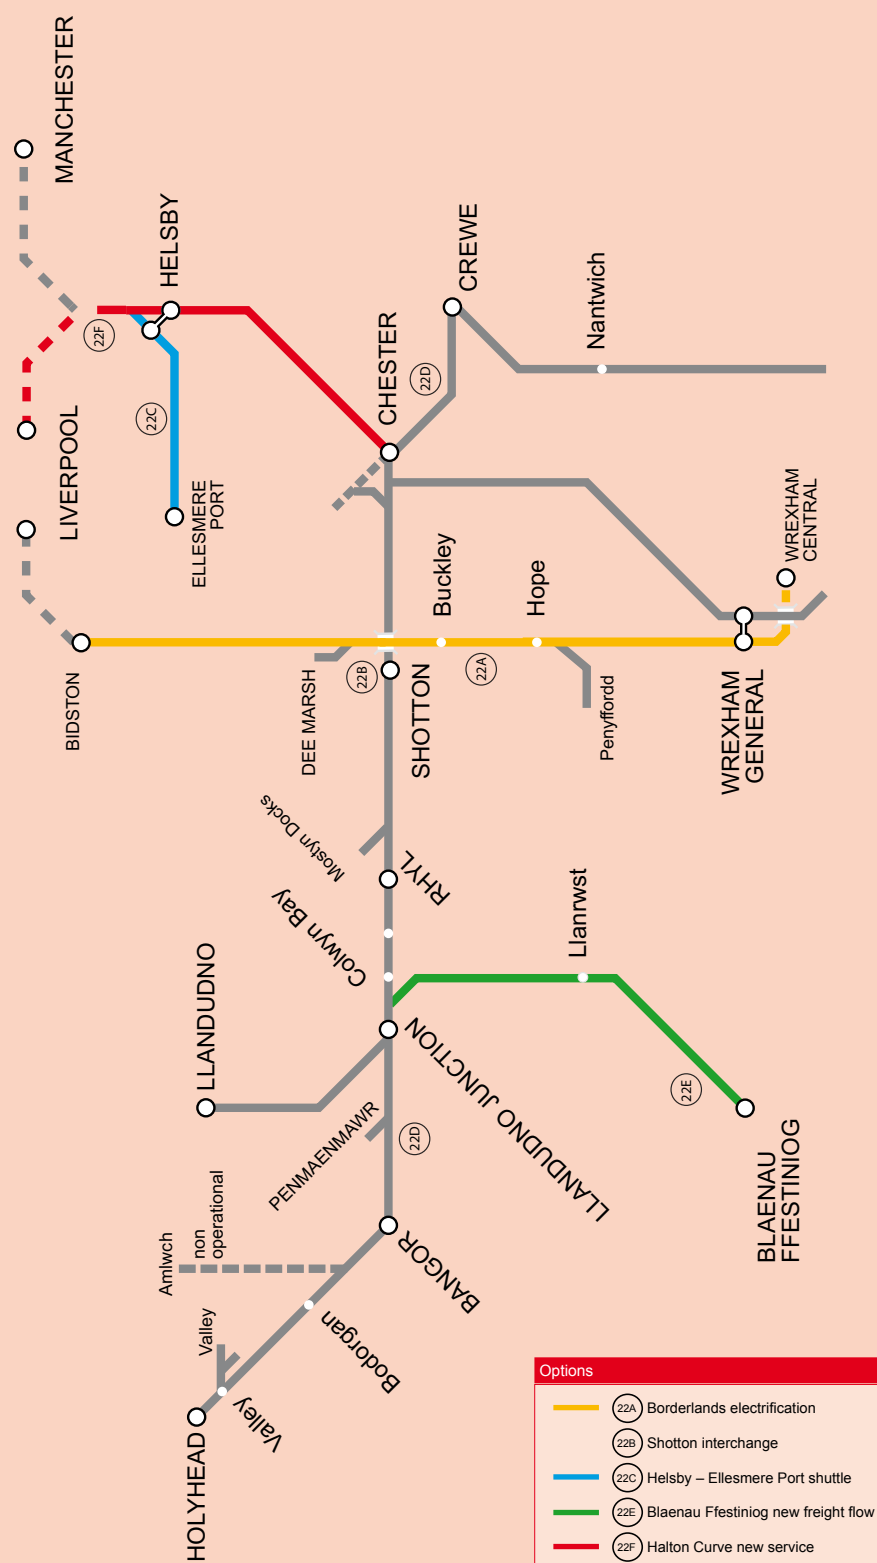 MANCHESTER
HELSBY
22F
CREWE
Nantwich
CHESTER
22D
LIVERPOOL
22C
ELLESMERE
PORT
WREXHAM
CENTRAL
Buckley
Hope
BIDSTON
DEE MARSH
22B
SHOTTON
22A
Penyffordd
WREXHAM
GENERAL
Mostyn Docks
RHYL
Colwyn Bay
Llanrwst
LLANDUDNO
LLANDUDNO JUNCTION
PENMAENMAWR
22D
22E
BLAENAU
FFESTINIOG
Amlwch
non
operational
BANGOR
Bodorgan
Valley
Valley
HOLYHEAD
Options
22A Borderlands electrification
22B Shotton interchange
22C Helsby – Ellesmere Port shuttle
22E Blaenau Ffestiniog new freight flow
22F Halton Curve new service